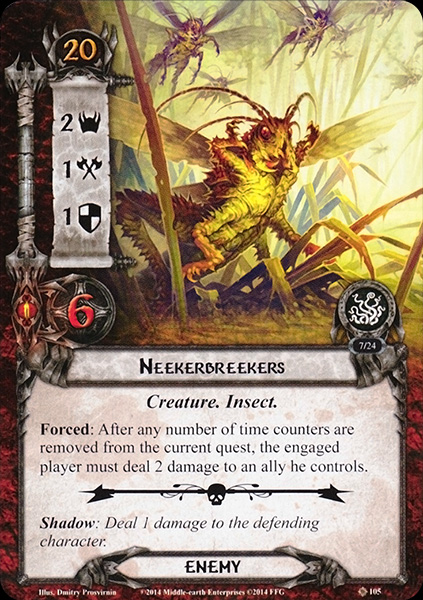 20
2
1
1
6
7/24
NEEKERBREEKERS
Creature. Insect.
Forced: After any number of time counters are
removed from the current quest, the engaged
player must deal 2 damage to an ally he controls.
Shadow: Deal 1 damage to the defending
character.
ENEMY
Illus. Dmitry Prosvirnin ©2014 Middle-earth Enterprises ©2014 FFG 105